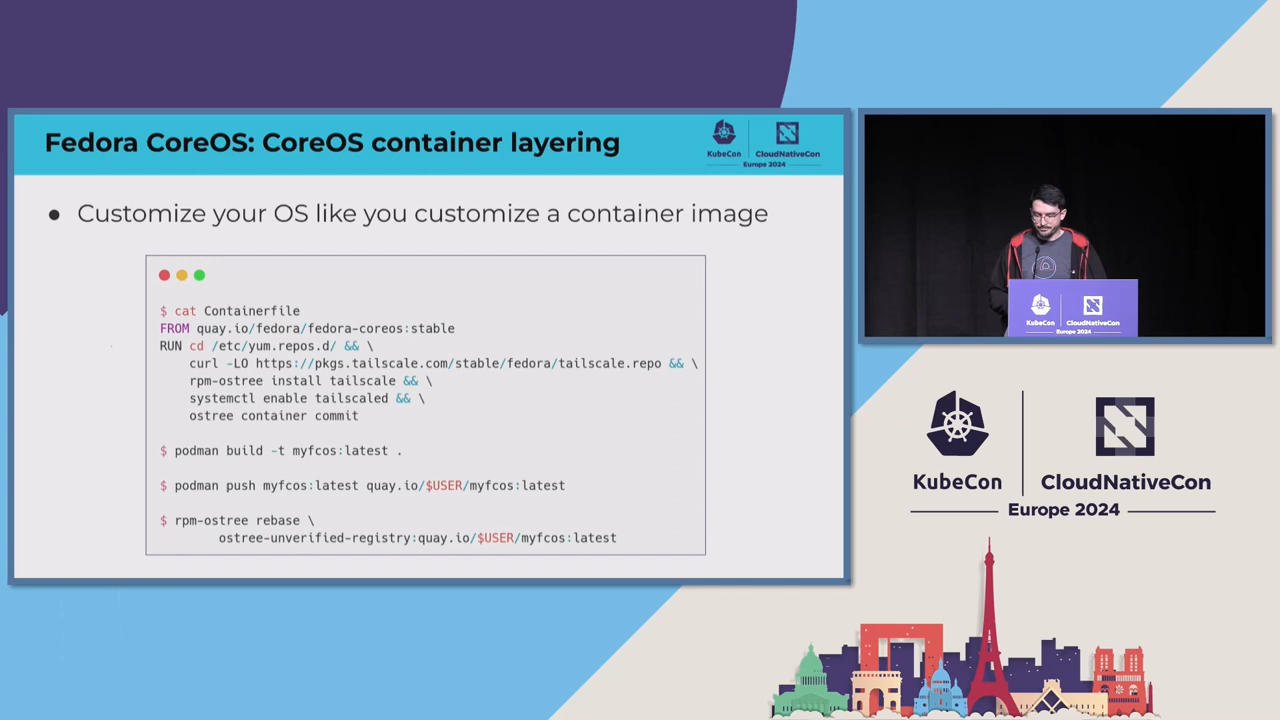 Fedora CoreOS: CoreOS container layering
KubeCon
CloudNativeCon
Europe 2024
● Customize your OS like you customize a container image
$ cat Containerfile
FROM quay.io/fedora/fedora-coreos:stable
RUN cd /etc/yum.repos.d/ && \
curl -LO https://pkgs.tailscale.com/stable/fedora/tailscale.repo && \
rpm-ostree install tailscale && \
systemctl enable tailscaled && \
ostree container commit
$ podman build -t myfcos:latest .
$ podman push myfcos:latest quay.io/$USER/myfcos:latest
$ rpm-ostree rebase \
ostree-unverified-registry:quay.io/$USER/myfcos:latest
KubeCon
CloudNativeCon
Europe 2024
KubeCon
CloudNativeCon
Europe 2024